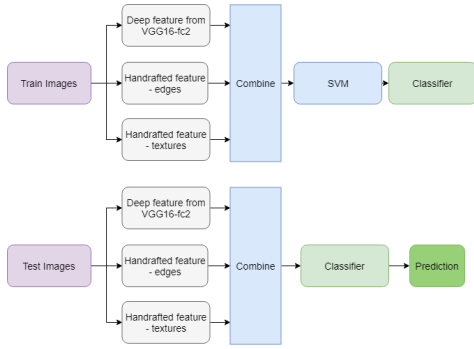 Deep feature from
VGG16-fc2
Train Images
Handrafted feature
- edges
Combine
SVM
Classifier
Handrafted feature
- textures
Deep feature from
VGG16-fc2
Test Images
Handrafted feature
- edges
Combine
Classifier
Prediction
Handrafted feature
- textures